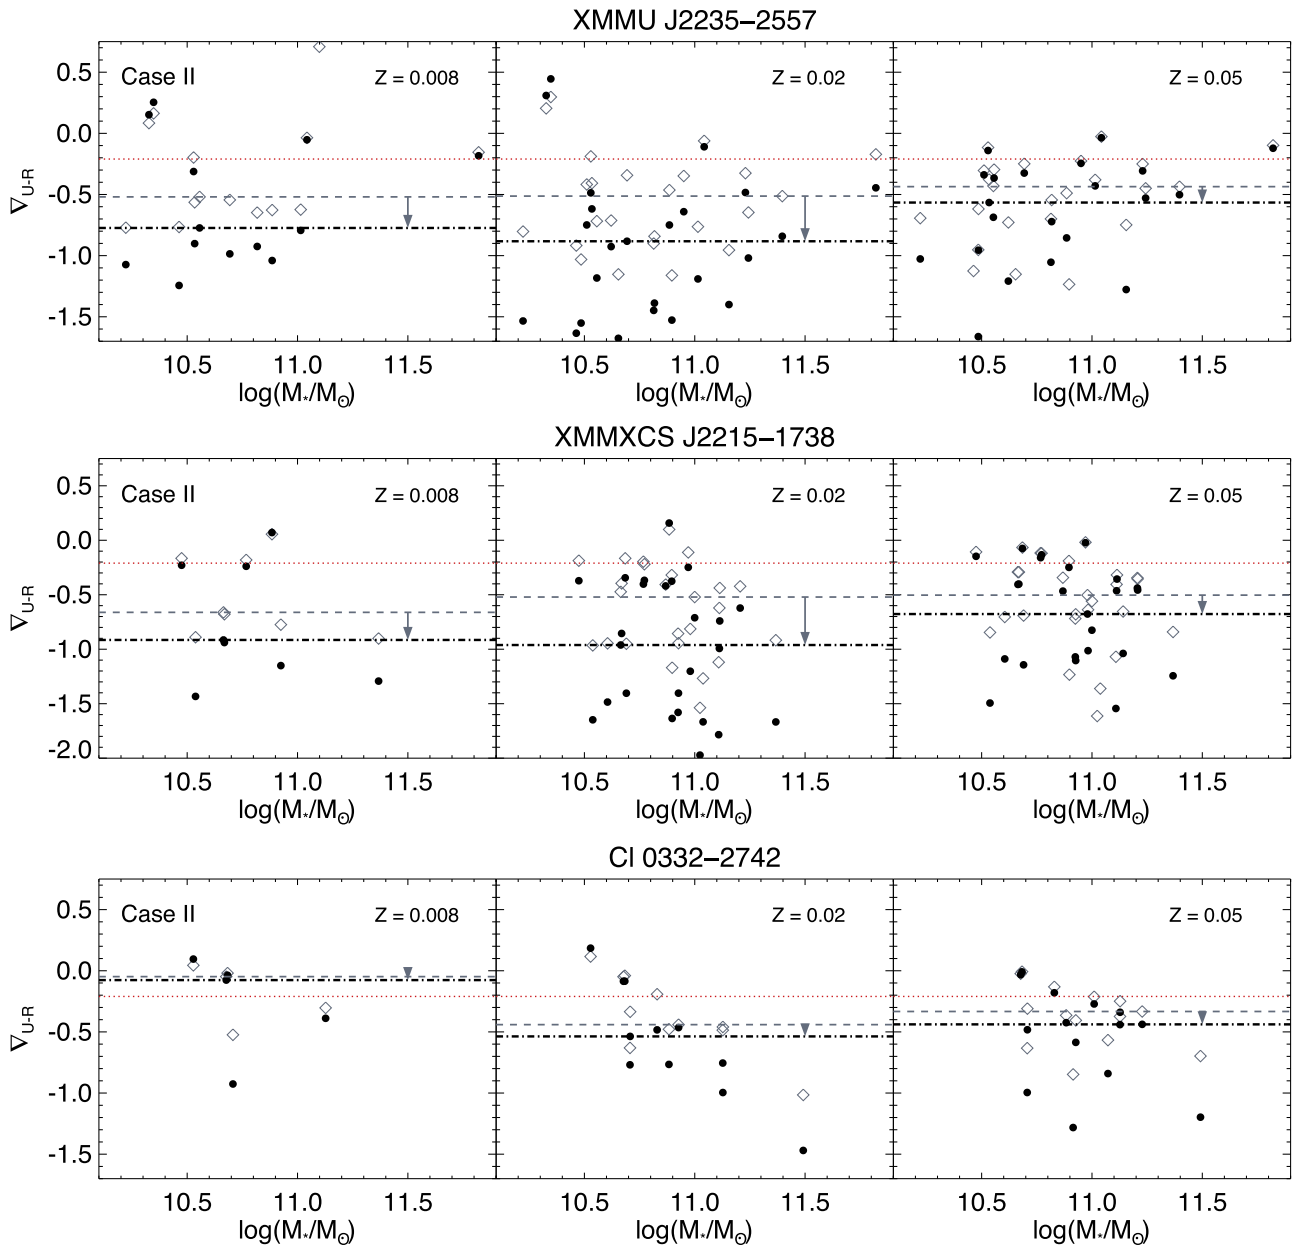 XMMU J2235−2557
Case II
Z = 0.008
Z = 0.02
Z = 0.05
0.5
0.0
-0.5
-1.0
-1.5
∇U-R
10.5 11.0 11.5
10.5 11.0 11.5
10.5 11.0 11.5
log(M*/M⊙)
log(M*/M⊙)
log(M*/M⊙)
XMMXCS J2215−1738
Case II
Z = 0.008
Z = 0.02
Z = 0.05
0.5
0.0
-0.5
-1.0
-1.5
-2.0
∇U-R
10.5 11.0 11.5
10.5 11.0 11.5
10.5 11.0 11.5
log(M*/M⊙)
log(M*/M⊙)
log(M*/M⊙)
Cl 0332−2742
Case II
Z = 0.008
Z = 0.02
Z = 0.05
0.5
0.0
-0.5
-1.0
-1.5
∇U-R
10.5 11.0 11.5
10.5 11.0 11.5
10.5 11.0 11.5
log(M*/M⊙)
log(M*/M⊙)
log(M*/M⊙)